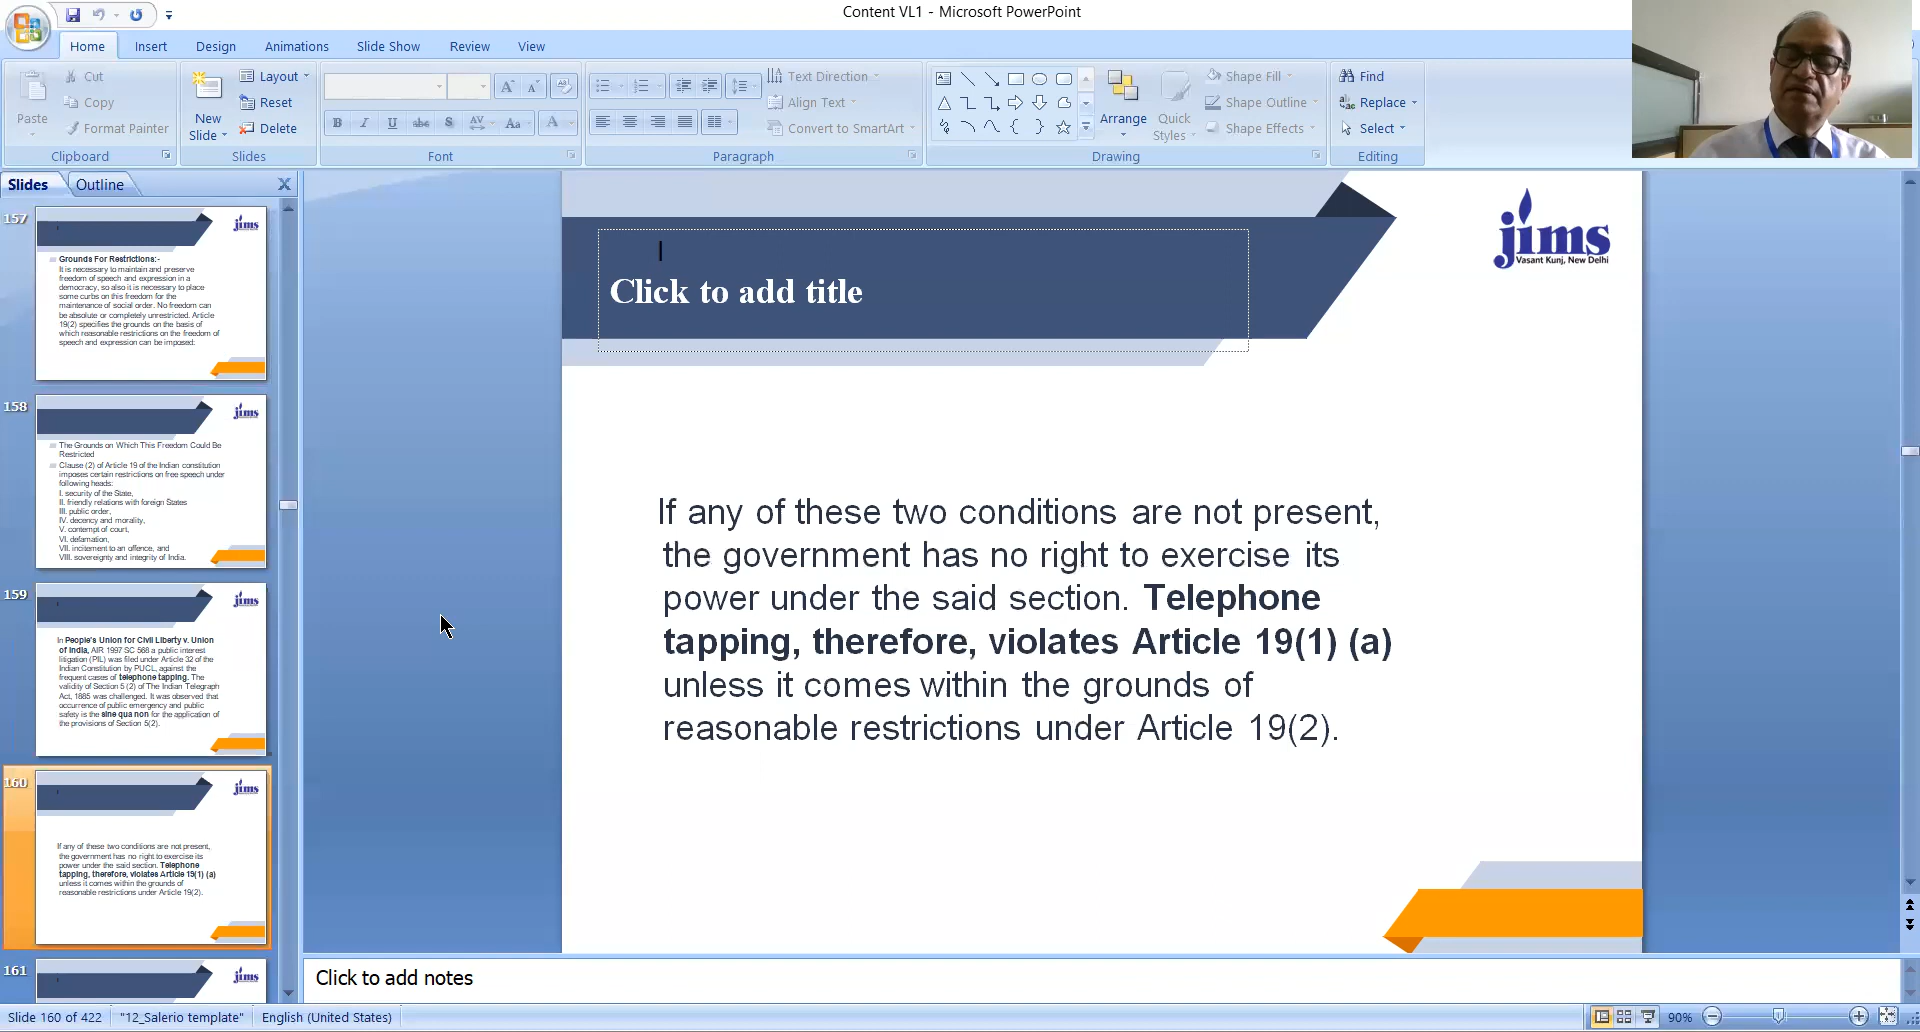 Content VL1 - Microsoft PowerPoint
Home Insert Design Animations Slide Show Review View
Paste
Cut
Copy
Format Painter
Clipboard
New
Slide
Layout
Reset
Delete
Slides
B I U abc S AV Aa A
Font
Text Direction
Align Text
Convert to SmartArt
Paragraph
Arrange
Quick
Styles
Shape Fill
Shape Outline
Shape Effects
Drawing
Find
Replace
Select
Editing
Slides Outline
157
jims
Grounds For Restrictions:-
It is necessary to maintain and preserve
freedom of speech and expression in a
democracy, so also it is necessary to place
some curbs on this freedom for the
maintenance of social order. No freedom can
be absolute or completely unrestricted. Article
19(2) specifies the grounds on the basis of
which reasonable restrictions on the freedom of
speech and expression can be imposed:
158
jims
The Grounds on Which This Freedom Could Be
Restricted
Clause (2) of Article 19 of the Indian constitution
imposes certain restrictions on free speech under
following heads:
I. security of the State,
II. friendly relations with foreign States
III. public order,
IV. decency and morality,
V. contempt of court,
VI. defamation,
VII. incitement to an offence, and
VIII. sovereignty and integrity of India.
159
jims
In People's Union for Civil Liberty v. Union
of India, AIR 1997 SC 568 a public interest
litigation (PIL) was filed under Article 32 of the
Indian Constitution by PUCL, against the
frequent cases of telephone tapping. The
validity of Section 5 (2) of The Indian Telegraph
Act, 1885 was challenged. It was observed that
occurrence of public emergency and public
safety is the sine qua non for the application of
the provisions of Section 5(2).
160
jims
If any of these two conditions are not present,
the government has no right to exercise its
power under the said section. Telephone
tapping, therefore, violates Article 19(1) (a)
unless it comes within the grounds of
reasonable restrictions under Article 19(2).
161
jims
Click to add title
jims
Vasant Kunj, New Delhi
If any of these two conditions are not present,
the government has no right to exercise its
power under the said section. Telephone
tapping, therefore, violates Article 19(1) (a)
unless it comes within the grounds of
reasonable restrictions under Article 19(2).
Click to add notes
Slide 160 of 422 "12_Salerio template" English (United States) 90%